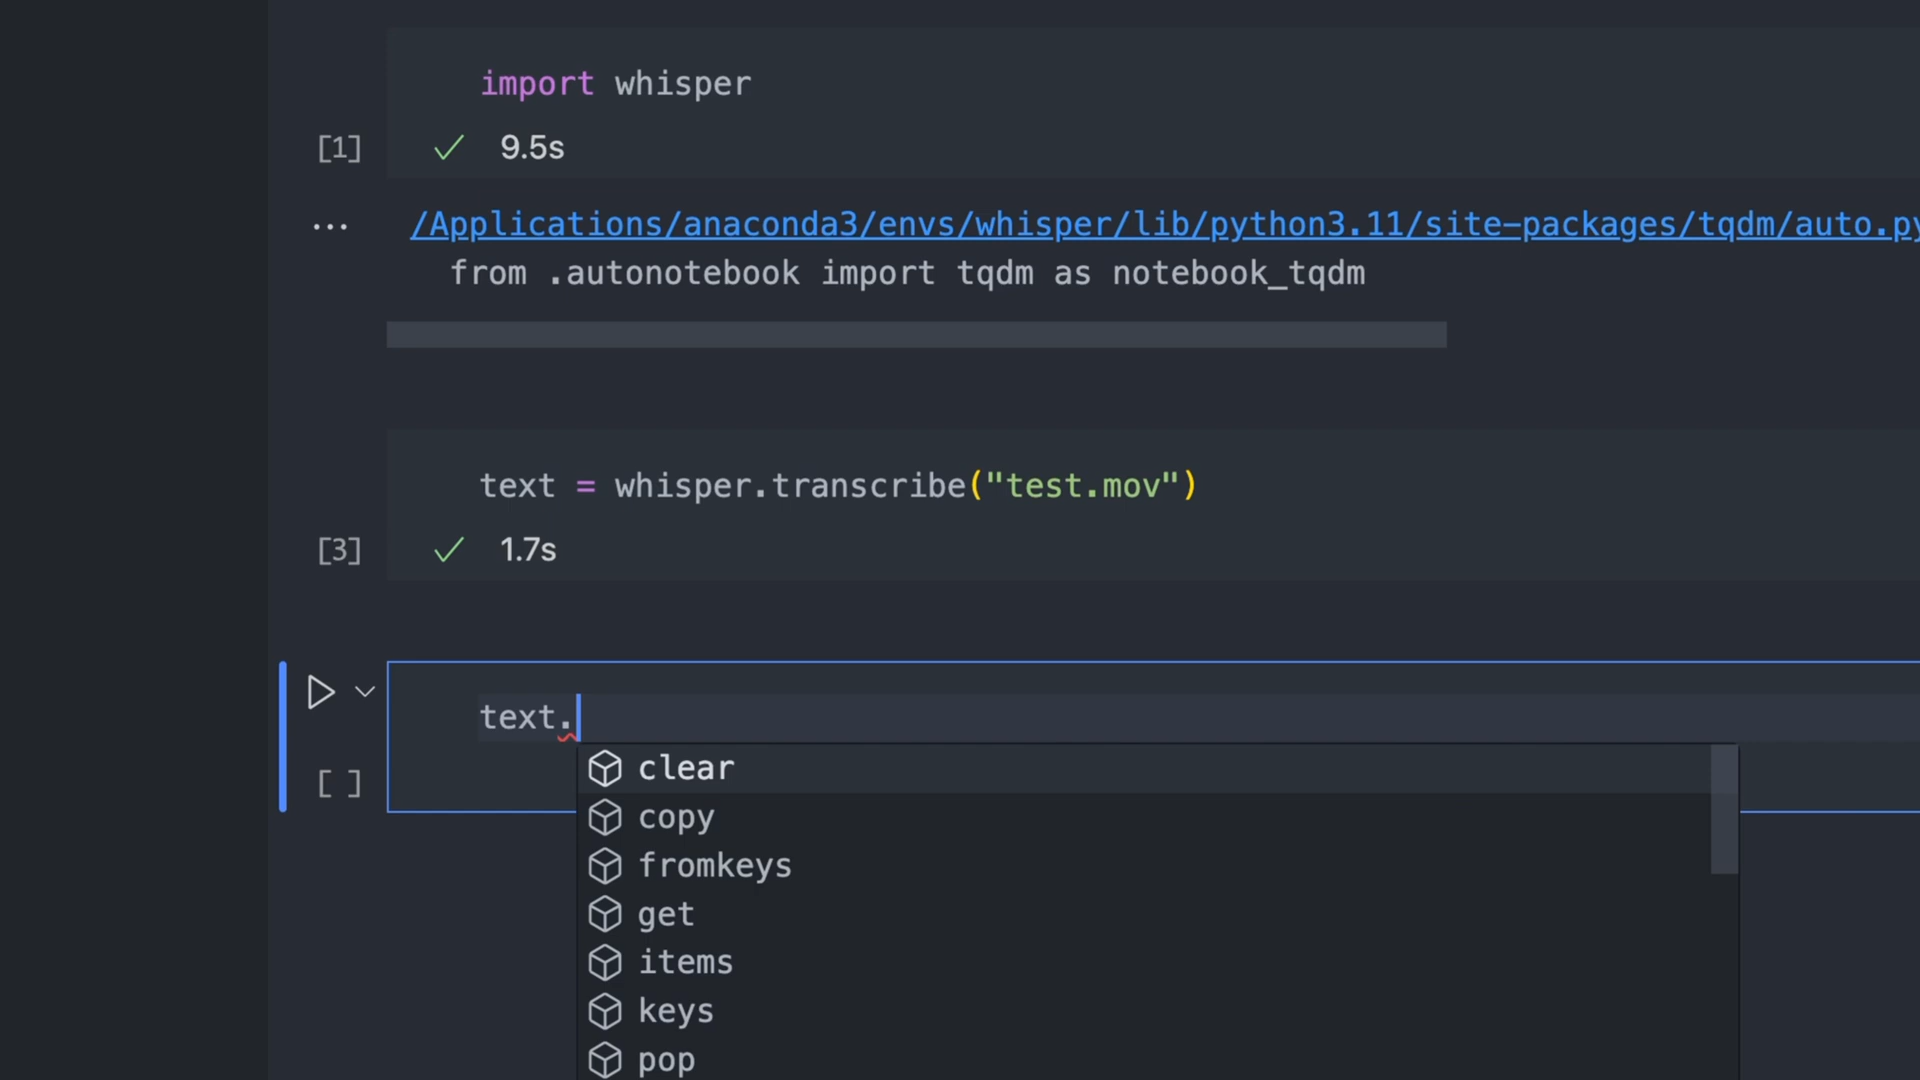 import whisper
[1] 9.5s
... /Applications/anaconda3/envs/whisper/lib/python3.11/site-packages/tqdm/auto.py
from .autonotebook import tqdm as notebook_tqdm
text = whisper.transcribe("test.mov")
[3] 1.7s
text.
[ ]
clear
copy
fromkeys
get
items
keys
pop